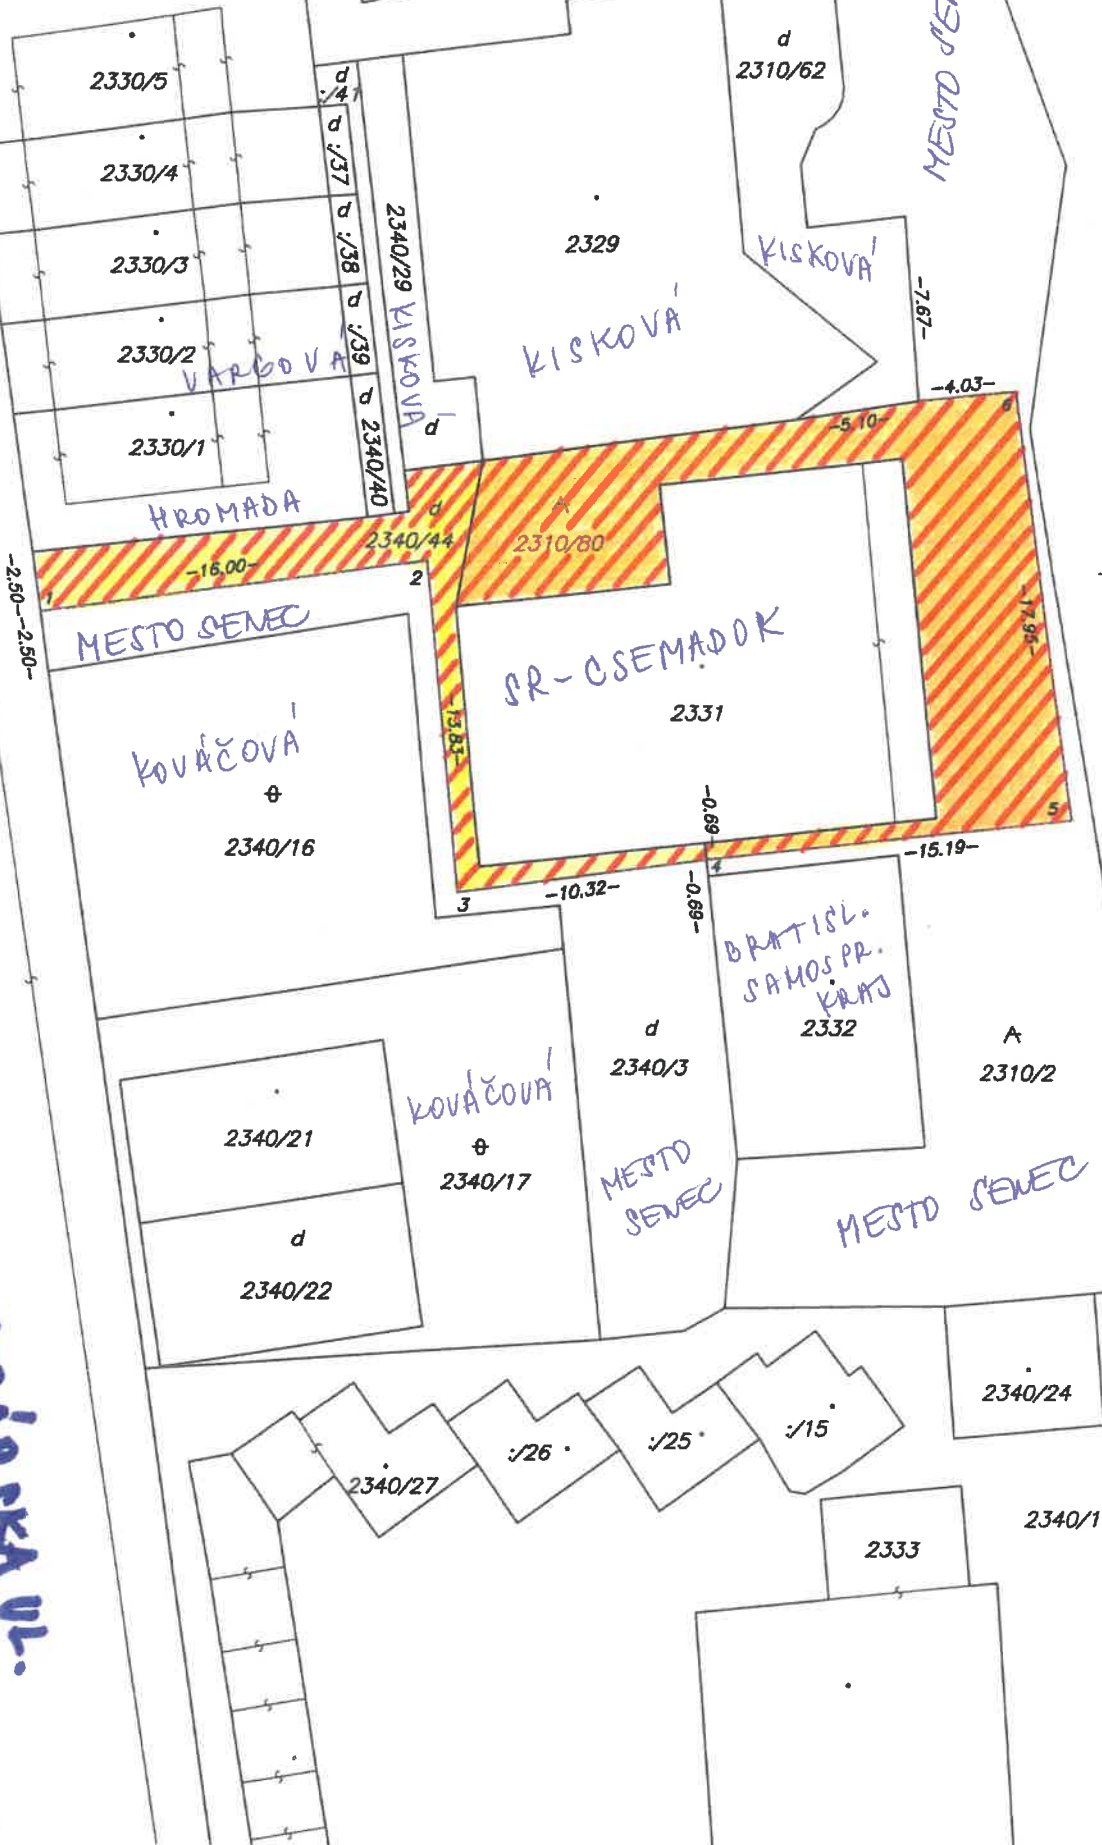 2330/5
2330/4
2330/3
2330/2
VARGOVÁ
2330/1
HROMADA
d
:/41
d :/37
d :/38
d :/39
d 2340/40
2340/29 KISKOVÁ
d
2329
KISKOVÁ
d
2310/62
KISKOVÁ
MESTO
-7.67-
-4.03-
-5.10-
6
d
2340/44
A
2310/80
-16.00-
1
2
-2.50--2.50-
MESTO SENEC
-13.83-
SR-CSEMADOK
2331
-17.95-
5
-0.69-
4
-15.19-
-10.32-
3
-0.69-
KOVÁČOVÁ
2340/16
BRATISL.
SAMOSPR.
KRAJ
2332
d
2340/3
MESTO
SENEC
A
2310/2
MESTO SENEC
2340/21
KOVÁČOVÁ
2340/17
d
2340/22
2340/27
:/26
:/25
:/15
2340/24
2340/1
2333
UL.